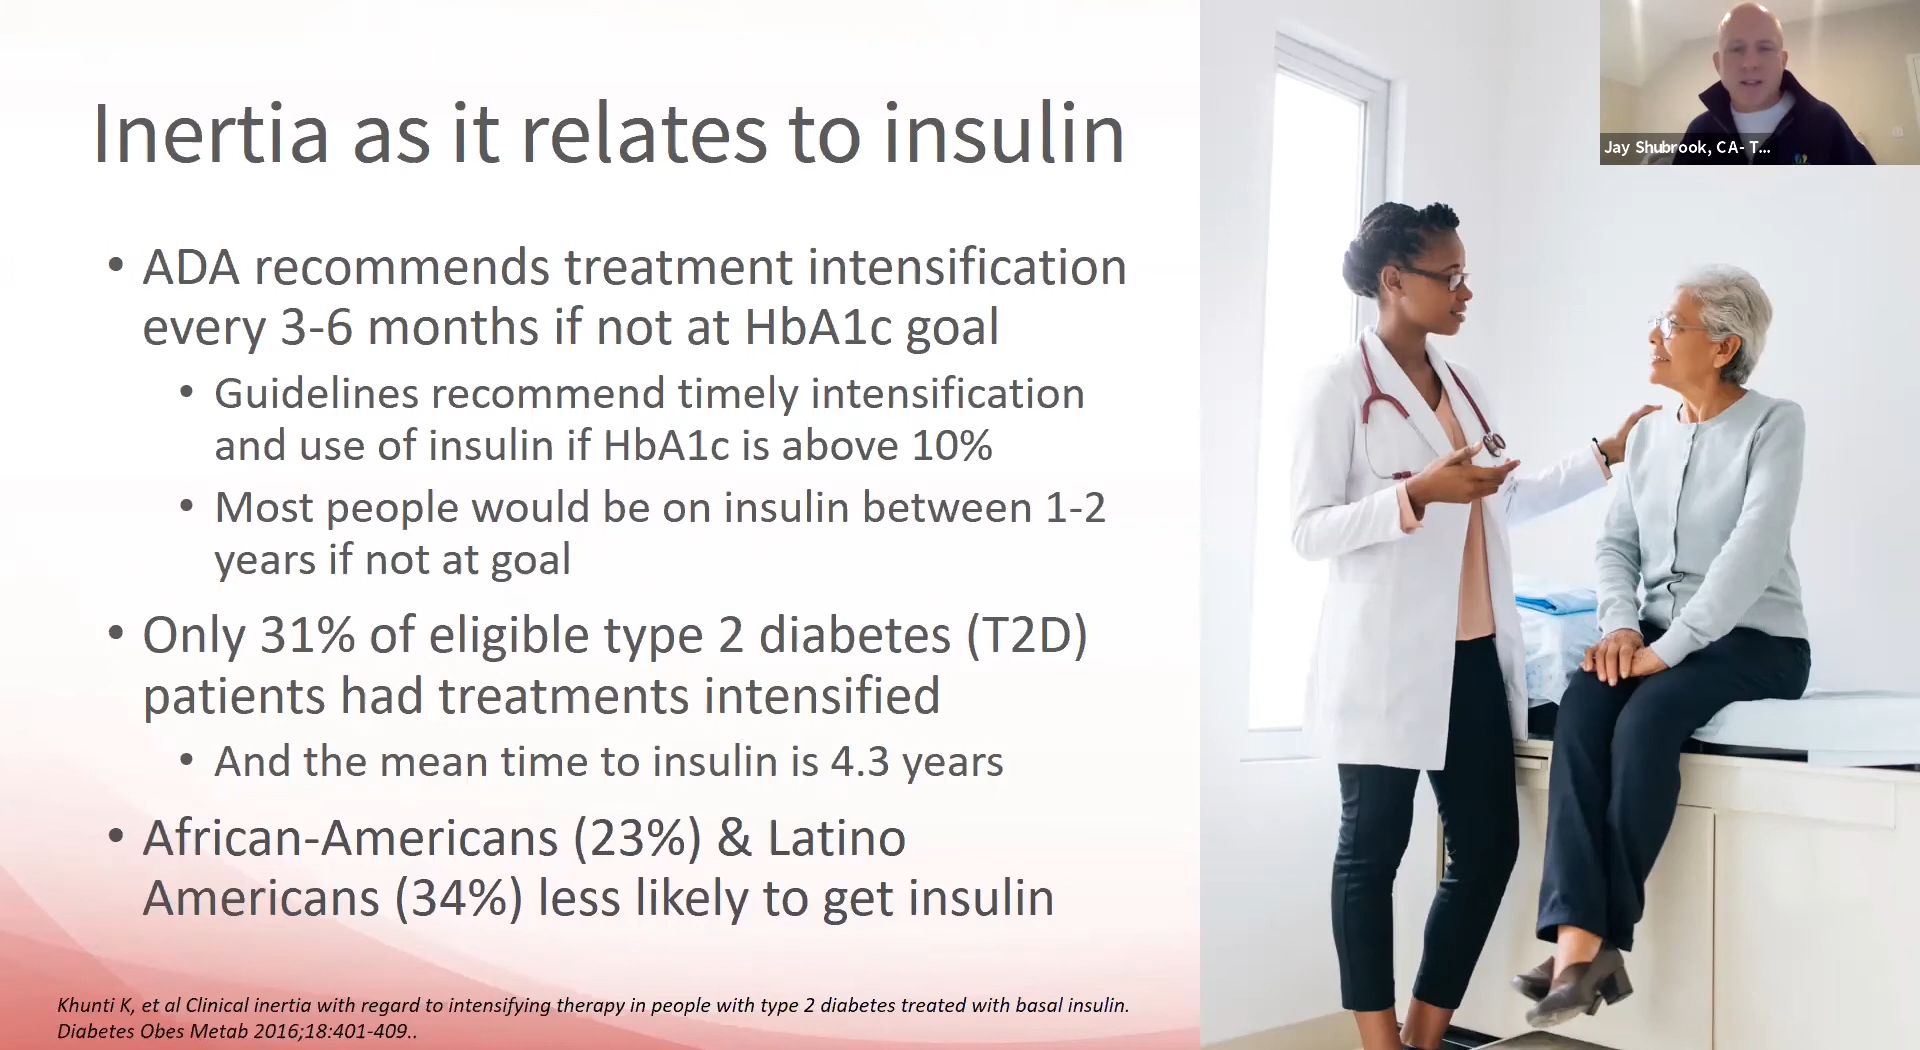 Inertia as it relates to insulin
• ADA recommends treatment intensification
every 3-6 months if not at HbA1c goal
• Guidelines recommend timely intensification
and use of insulin if HbA1c is above 10%
• Most people would be on insulin between 1-2
years if not at goal
• Only 31% of eligible type 2 diabetes (T2D)
patients had treatments intensified
• And the mean time to insulin is 4.3 years
• African-Americans (23%) & Latino
Americans (34%) less likely to get insulin
Khunti K, et al Clinical inertia with regard to intensifying therapy in people with type 2 diabetes treated with basal insulin.
Diabetes Obes Metab 2016;18:401-409..
Jay Shubrook, CA- T...